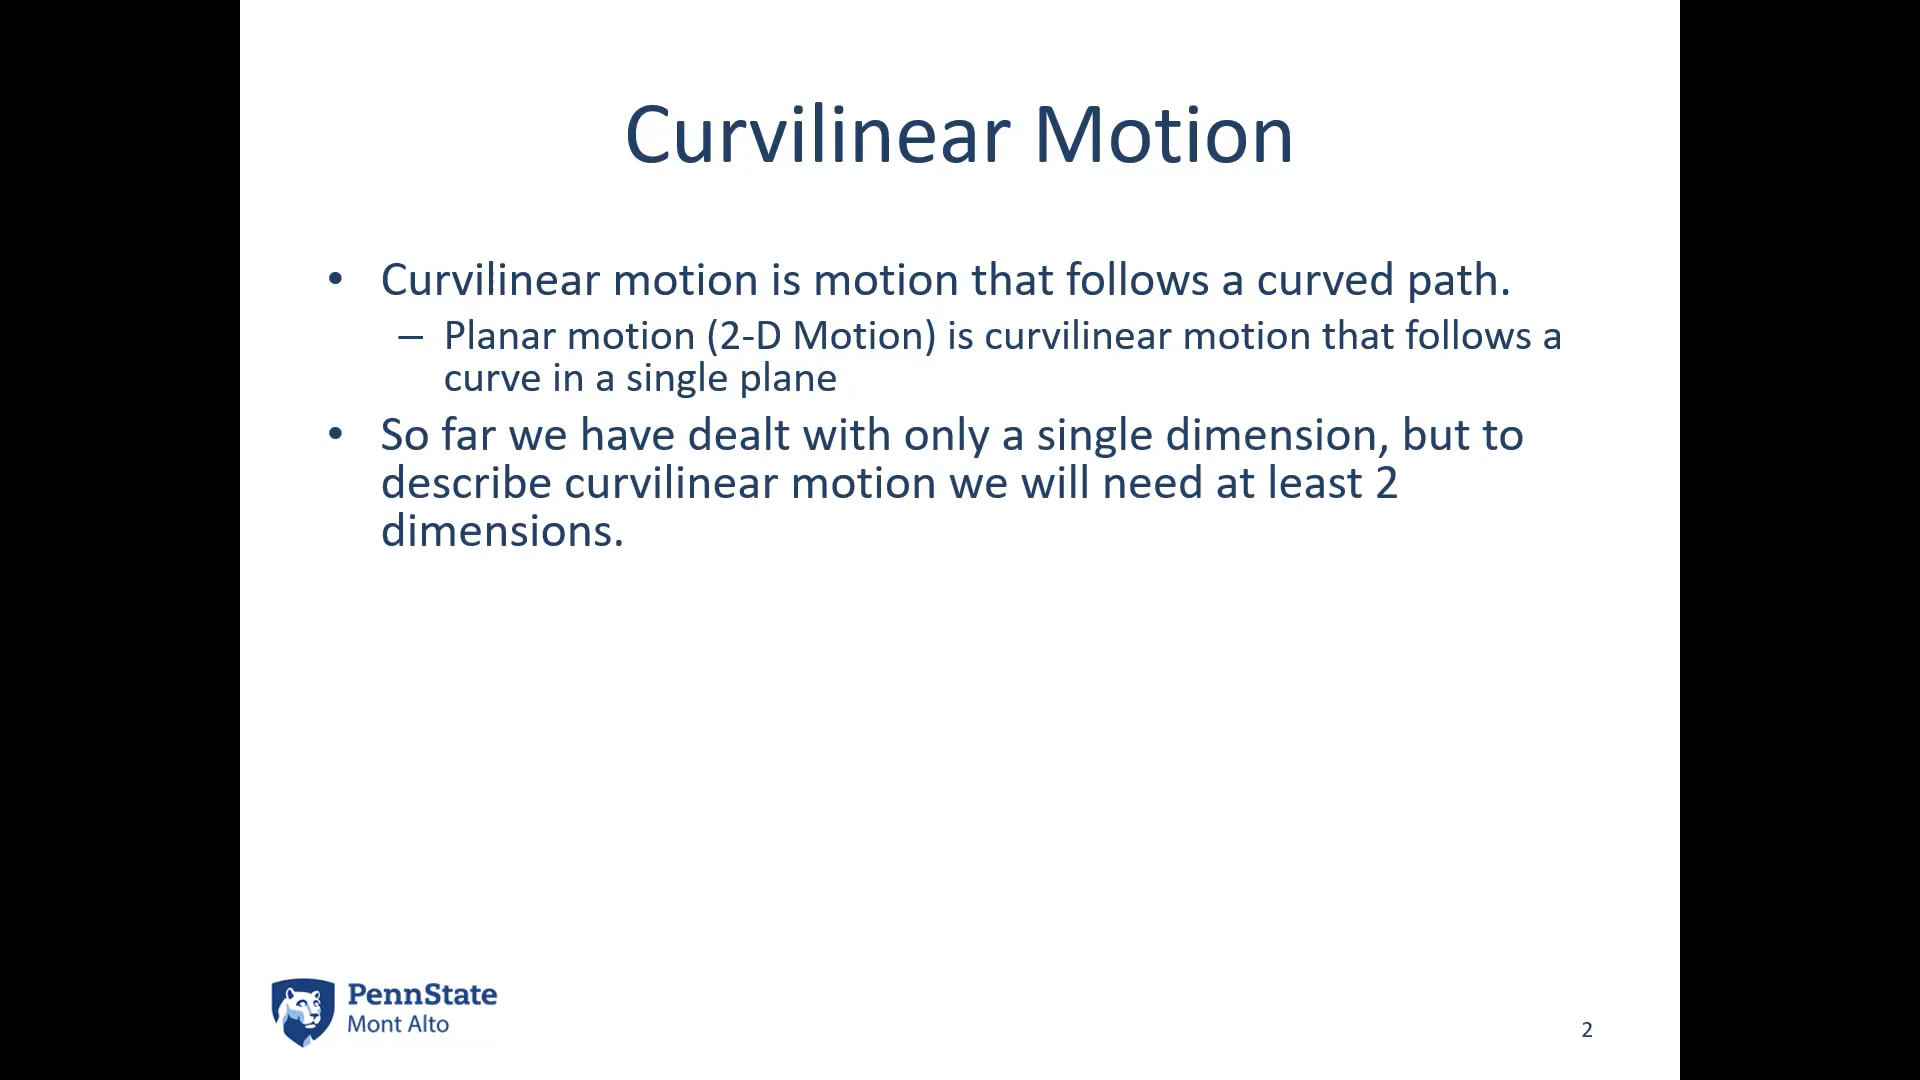 Curvilinear Motion
• Curvilinear motion is motion that follows a curved path.
– Planar motion (2-D Motion) is curvilinear motion that follows a
curve in a single plane
• So far we have dealt with only a single dimension, but to
describe curvilinear motion we will need at least 2
dimensions.
PennState
Mont Alto
2